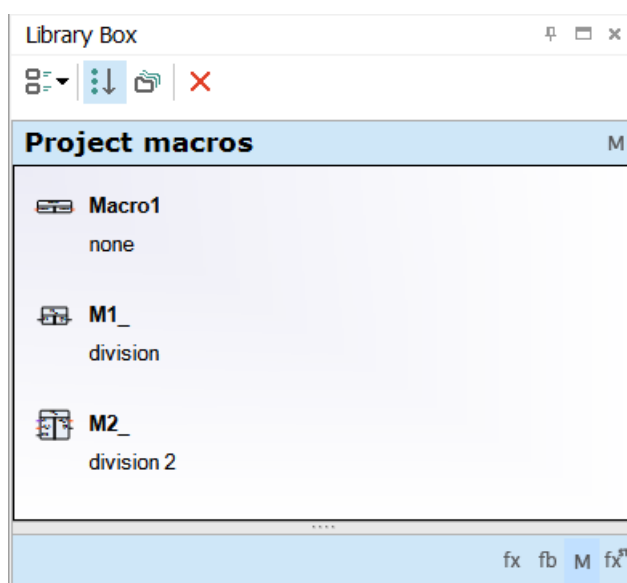 Library Box
Project macros M
Macro1
none
M1_
division
M2_
division 2
fx fb M fx